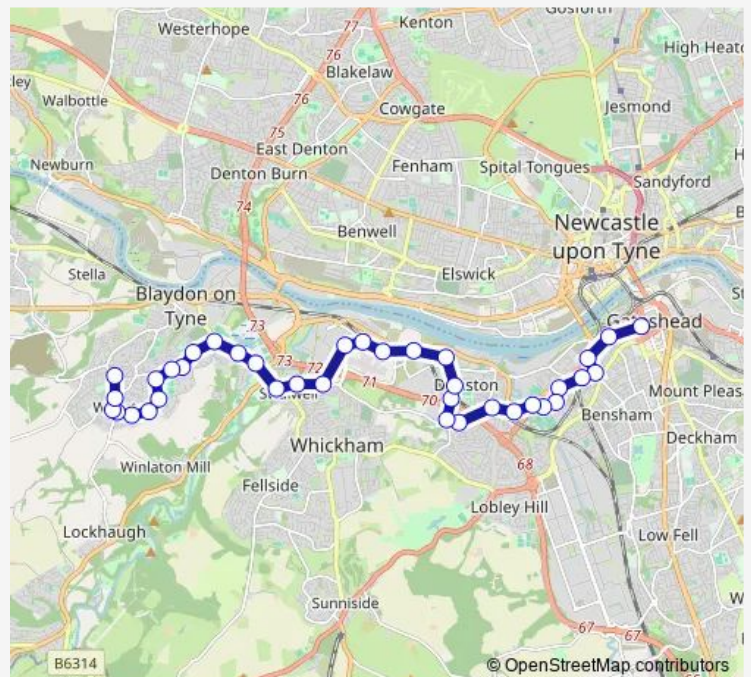 Gosforth
Kenton
Westerhope
77
76
High Heato
Blakelaw
Walbottle
76
Cowgate
Jesmond
75
East Denton
Newburn
Denton Burn
Fenham
Spital Tongues
Sandyford
74
Newcastle
upon Tyne
Benwell
Stella
Elswick
Blaydon on
Tyne
73
73
72
71
70
Mount Pleas
Bensham
Deckham
Whickham
Winlaton Mill
68
Fellside
Lobley Hill
Lockhaugh
Low Fell
Sunniside
67
67
B6314
© OpenStreetMap contributors